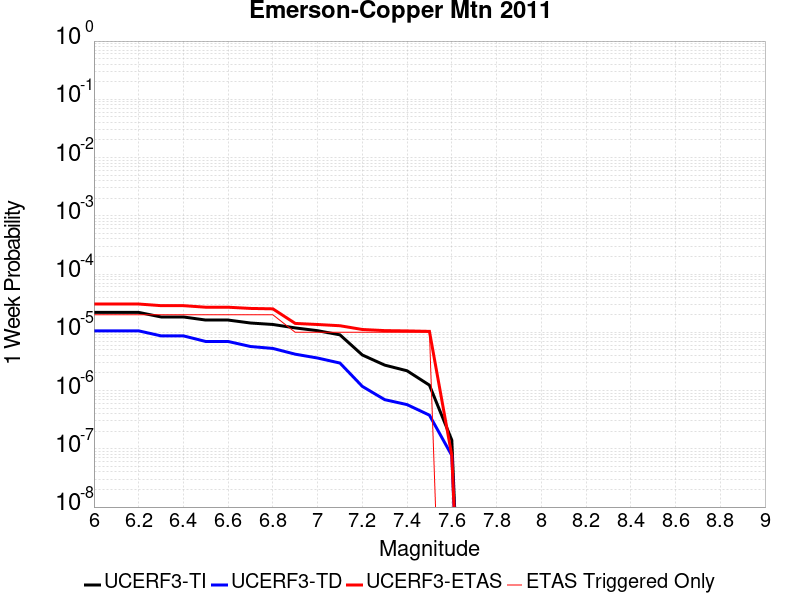 Emerson-Copper Mtn 2011
10^0
10^-1
10^-2
10^-3
10^-4
10^-5
10^-6
10^-7
10^-8
1 Week Probability
6 6.2 6.4 6.6 6.8 7 7.2 7.4 7.6 7.8 8 8.2 8.4 8.6 8.8 9
Magnitude
UCERF3-TI UCERF3-TD UCERF3-ETAS ETAS Triggered Only